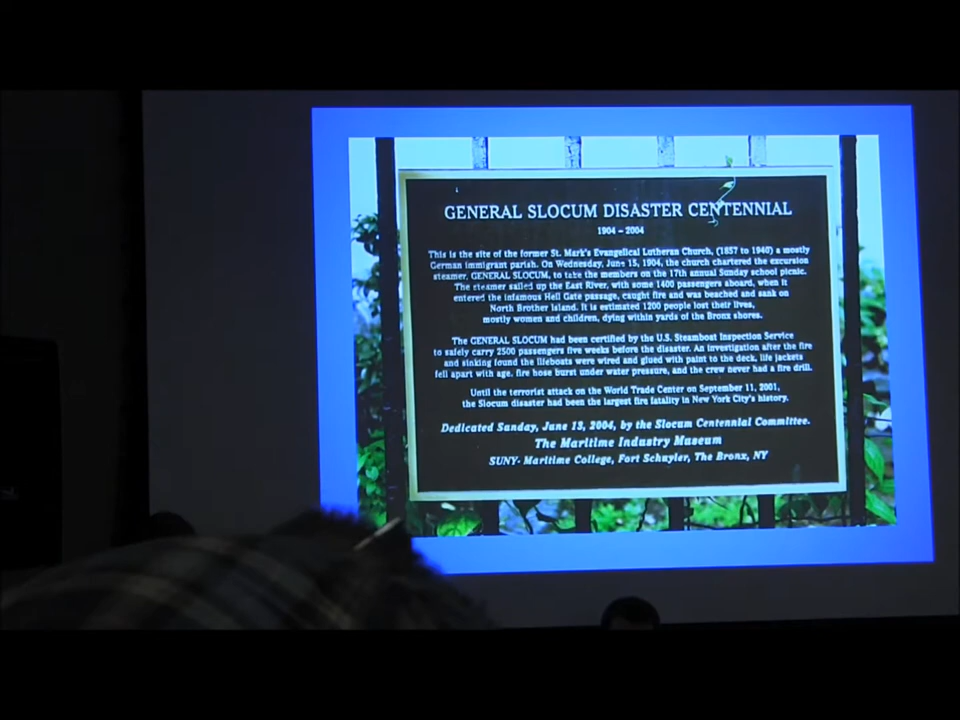 GENERAL SLOCUM DISASTER CENTENNIAL
1904 – 2004
This is the site of the former St. Mark's Evangelical Lutheran Church, (1857 to 1940) a mostly
German immigrant parish. On Wednesday, June 15, 1904, the church chartered the excursion
steamer, GENERAL SLOCUM, to take the members on the 17th annual Sunday school picnic.
The steamer sailed up the East River, with some 1400 passengers aboard, when it
entered the infamous Hell Gate passage, caught fire and was beached and sank on
North Brother Island. It is estimated 1200 people lost their lives,
mostly women and children, dying within yards of the Bronx shores.
The GENERAL SLOCUM had been certified by the U.S. Steamboat Inspection Service
to safely carry 2500 passengers five weeks before the disaster. An investigation after the fire
and sinking found the lifeboats were wired and glued with paint to the deck, life jackets
fell apart with age, fire hose burst under water pressure, and the crew never had a fire drill.
Until the terrorist attack on the World Trade Center on September 11, 2001,
the Slocum disaster had been the largest fire fatality in New York City's history.
Dedicated Sunday, June 13, 2004, by the Slocum Centennial Committee.
The Maritime Industry Museum
SUNY- Maritime College, Fort Schuyler, The Bronx, NY